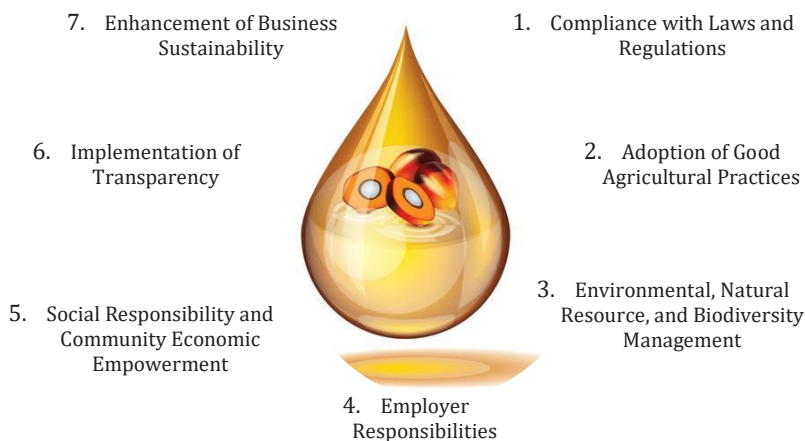 1. Compliance with Laws and
Regulations
2. Adoption of Good
Agricultural Practices
3. Environmental, Natural
Resource, and Biodiversity
Management
4. Employer
Responsibilities
5. Social Responsibility and
Community Economic
Empowerment
6. Implementation of
Transparency
7. Enhancement of Business
Sustainability